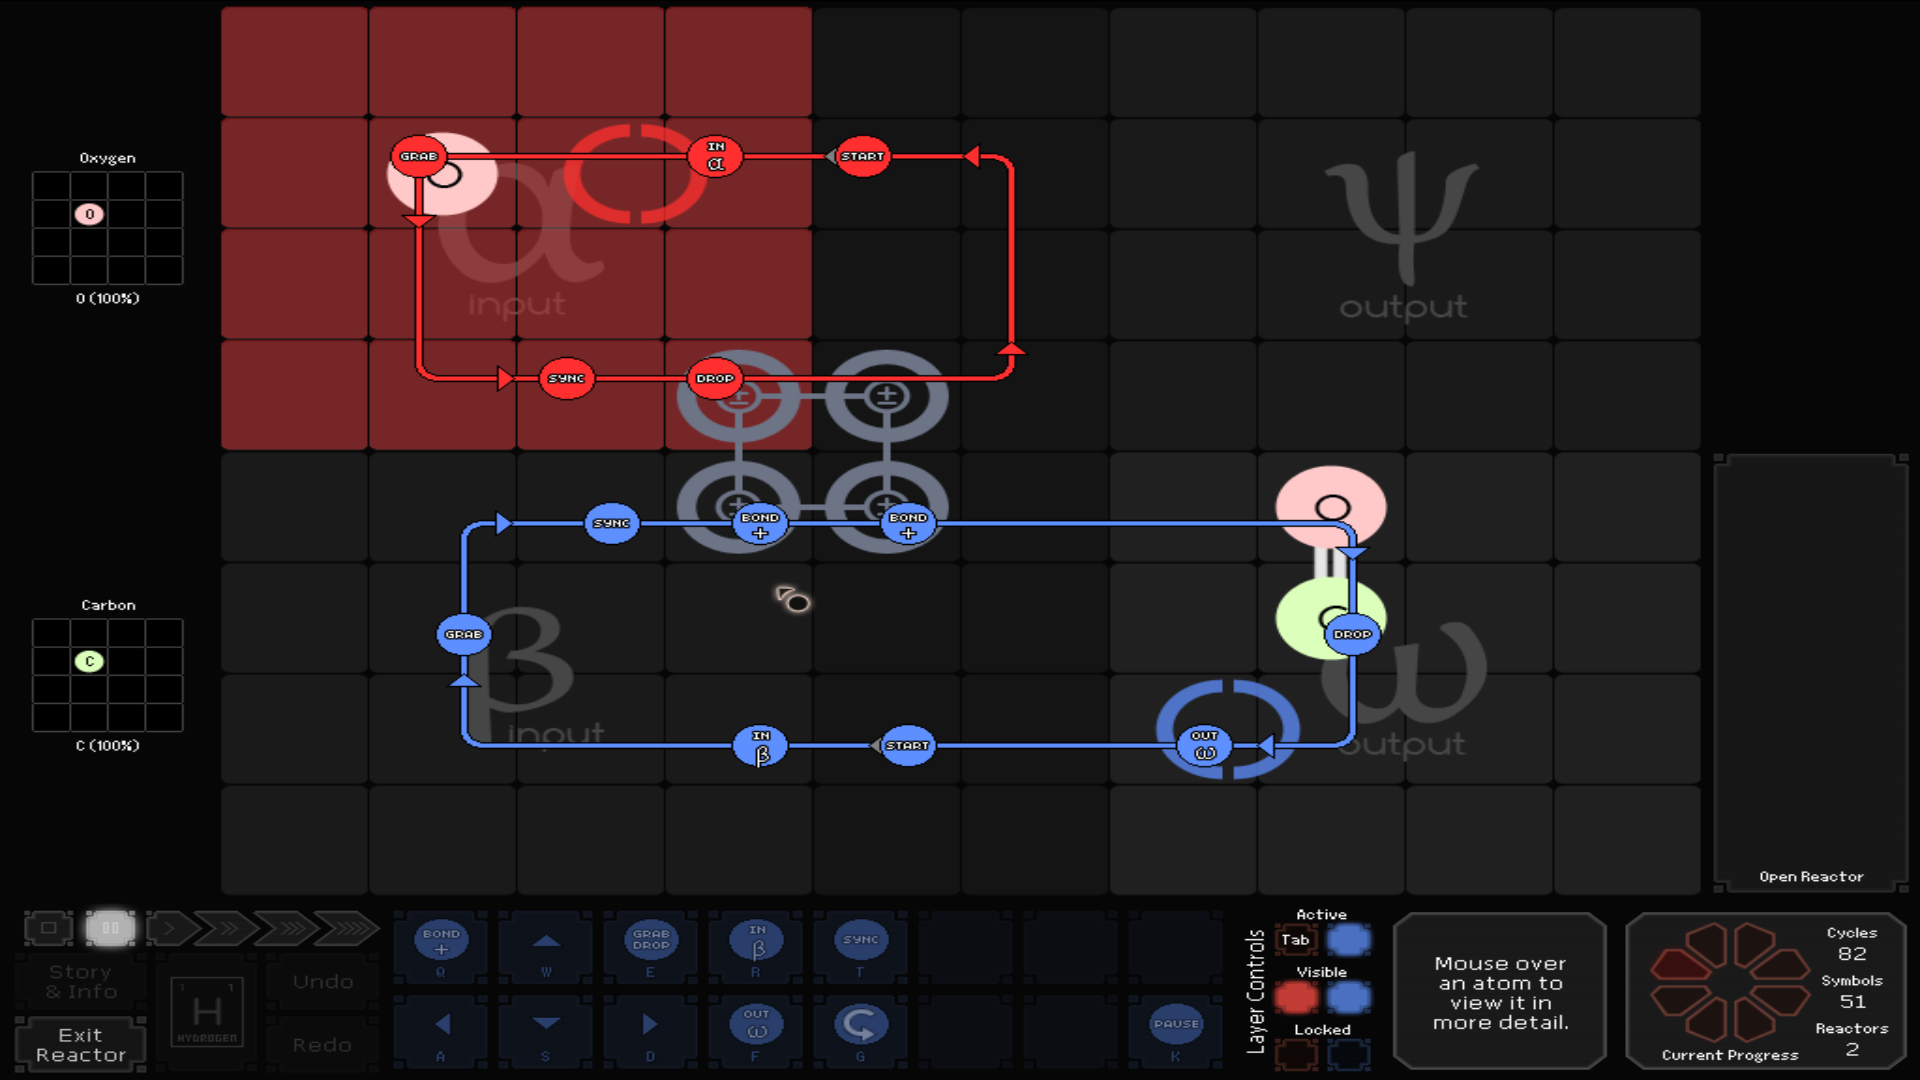 Oxygen
O
O (100%)
GRAB
IN
α
START
α
input
SYNC
DROP
ψ
output
±
±
±
±
SYNC
BOND
+
BOND
+
GRAB
β
input
DROP
ω
output
IN
β
START
OUT
ω
Carbon
C
C (100%)
Open Reactor
Story
& Info
Exit
Reactor
1
1
H
HYDROGEN
Undo
Redo
BOND
+
Q
W
GRAB
DROP
E
IN
β
R
SYNC
T
A
S
D
OUT
ω
F
G
PAUSE
K
Layer Controls
Active
Tab
Visible
Locked
Mouse over
an atom to
view it in
more detail.
Cycles
82
Symbols
51
Reactors
2
Current Progress